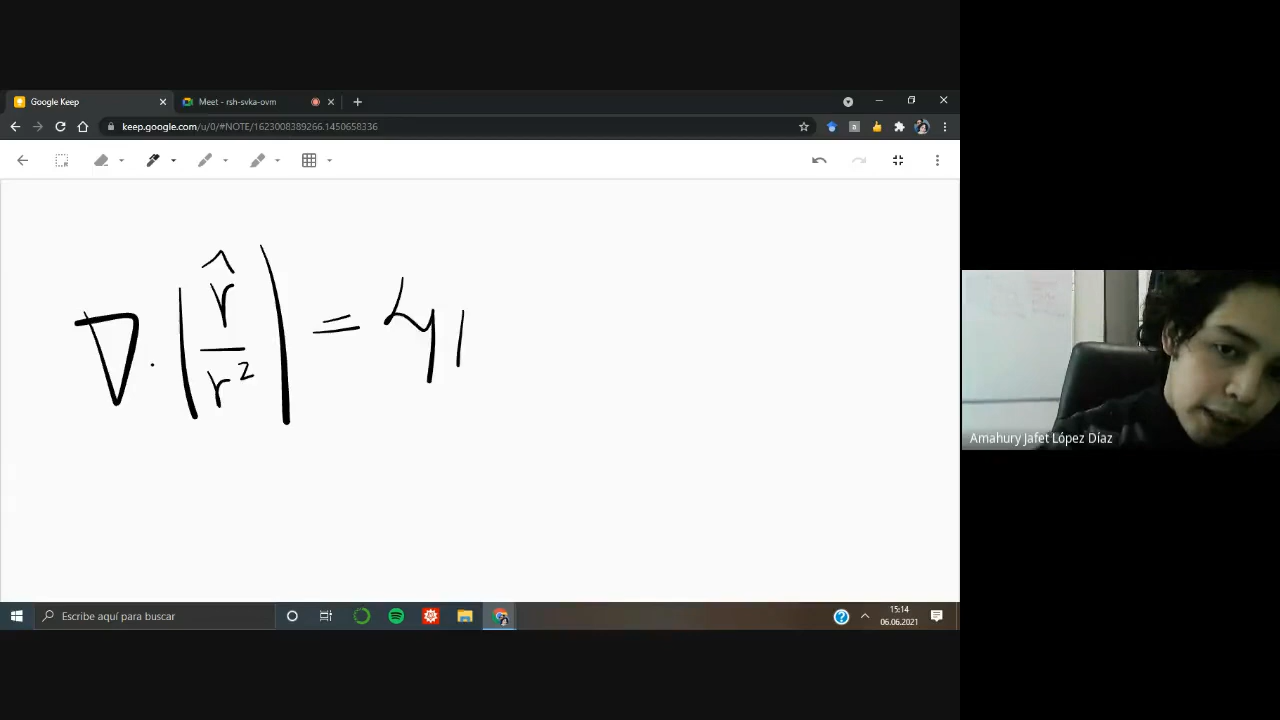 Google Keep
Meet - rsh-svka-ovm
keep.google.com/u/0/#NOTE/1623008389266.1450658336
∇ · ( r̂ / r² ) = 4
Amahury Jafet López Díaz
Escribe aquí para buscar
15:14
06.06.2021